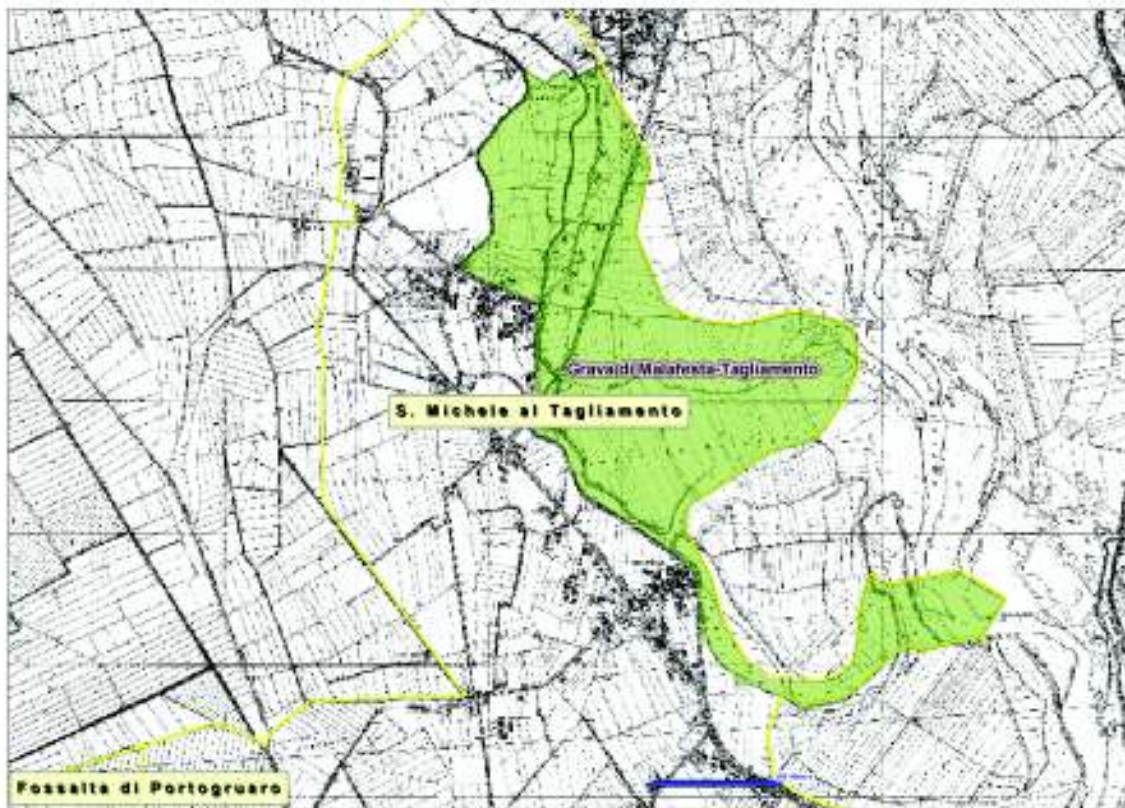 Grava di Malafesta-Tagliamento
S. Michele al Tagliamento
Fossalta di Portogruaro